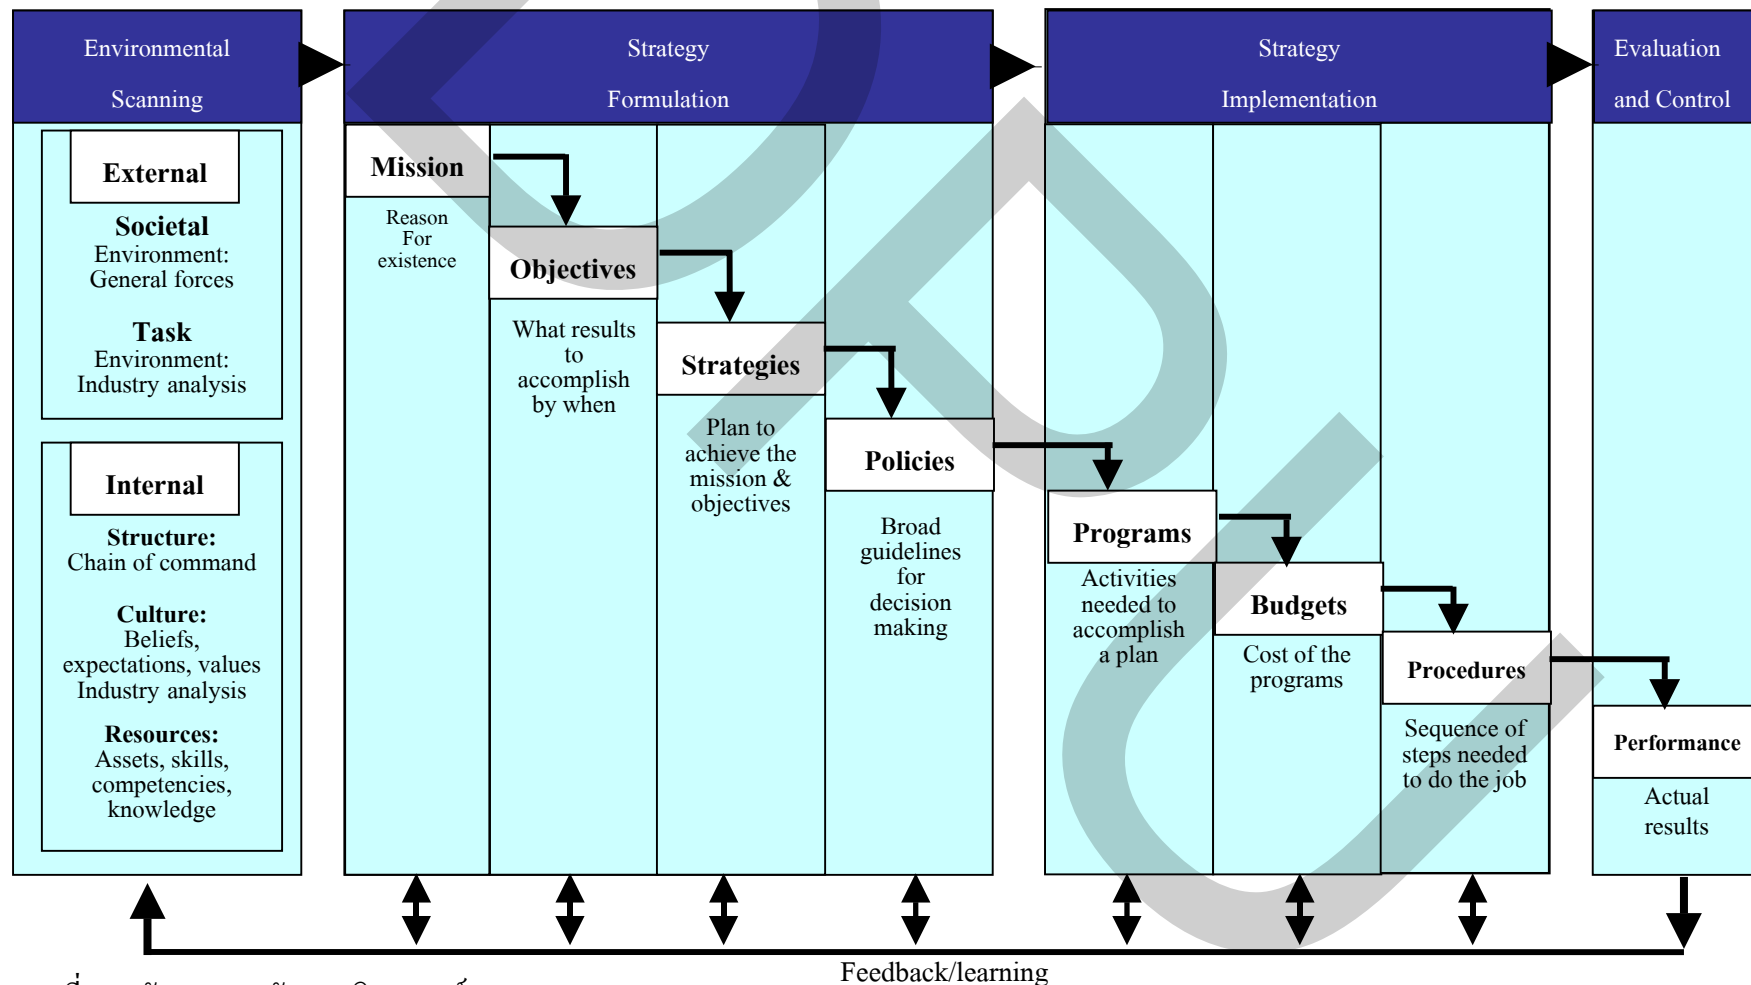 Environmental
Scanning
Strategy
Formulation
Strategy
Implementation
Evaluation
and Control
External
Societal
Environment:
General forces
Task
Environment:
Industry analysis
Internal
Structure:
Chain of command
Culture:
Beliefs,
expectations, values
Industry analysis
Resources:
Assets, skills,
competencies,
knowledge
Mission
Reason
For
existence
Objectives
What results
to
accomplish
by when
Strategies
Plan to
achieve the
mission &
objectives
Policies
Broad
guidelines
for
decision
making
Programs
Activities
needed to
accomplish
a plan
Budgets
Cost of the
programs
Procedures
Sequence of
steps needed
to do the job
Performance
Actual
results
Feedback/learning